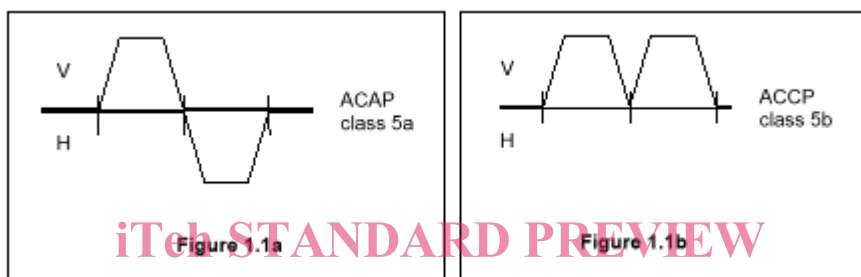 V
H
ACAP
class 5a
Figure 1.1a
V
H
ACCP
class 5b
Figure 1.1b
iTeh STANDARD PREVIEW